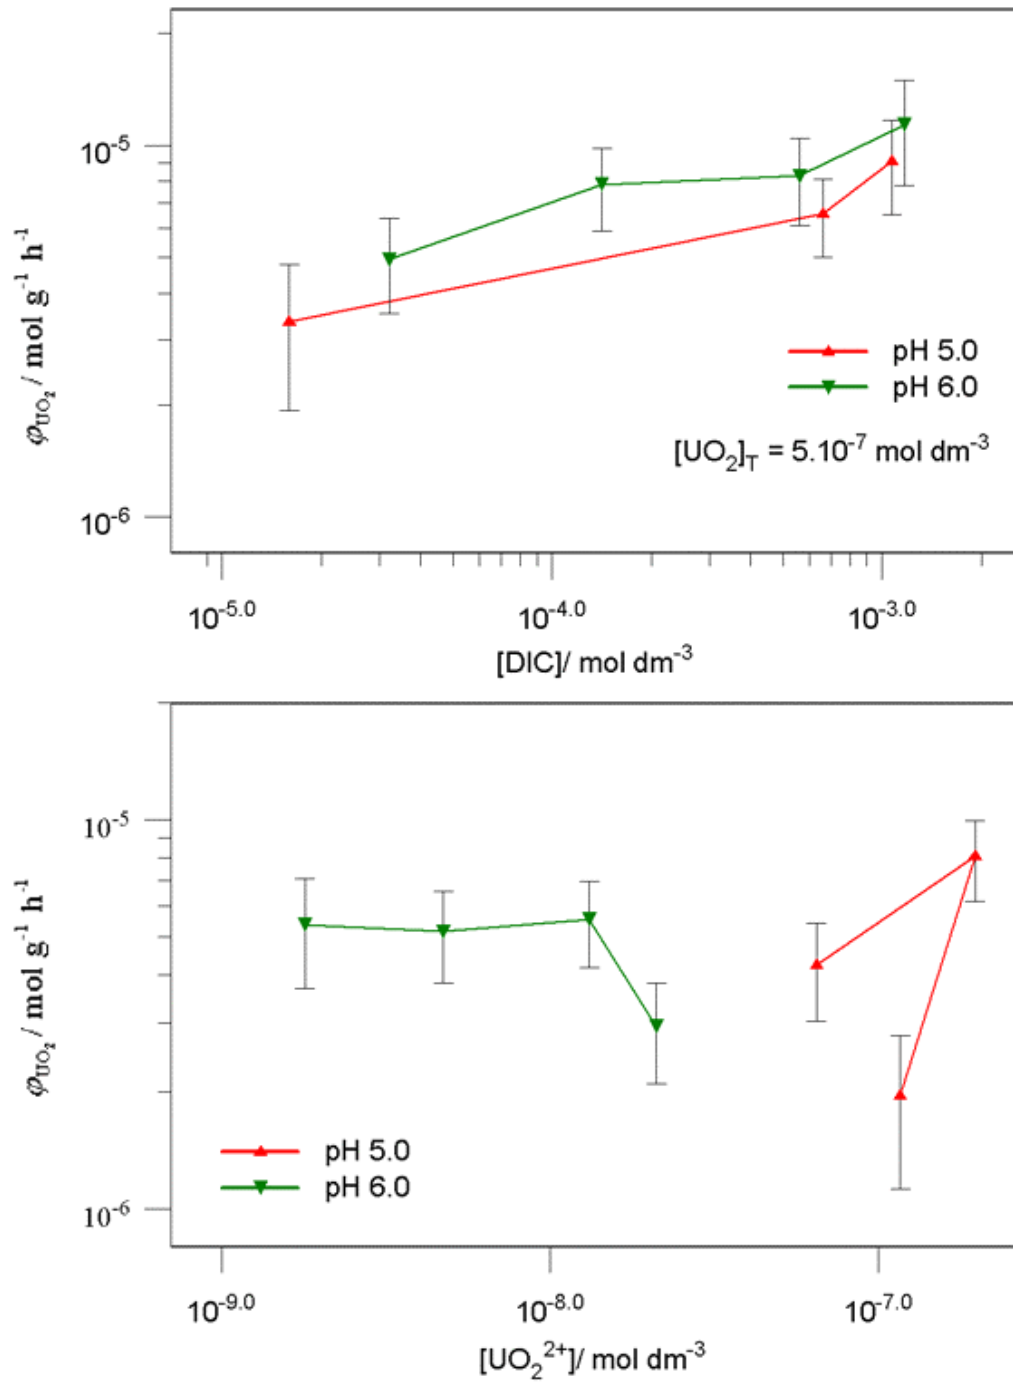 10⁻⁵
φ_UO₂ / mol g⁻¹ h⁻¹
pH 5.0
pH 6.0
[UO₂]_T = 5.10⁻⁷ mol dm⁻³
10⁻⁶
10⁻⁵·⁰ 10⁻⁴·⁰ 10⁻³·⁰
[DIC]/ mol dm⁻³
10⁻⁵
φ_UO₂ / mol g⁻¹ h⁻¹
pH 5.0
pH 6.0
10⁻⁶
10⁻⁹·⁰ 10⁻⁸·⁰ 10⁻⁷·⁰
[UO₂²⁺]/ mol dm⁻³